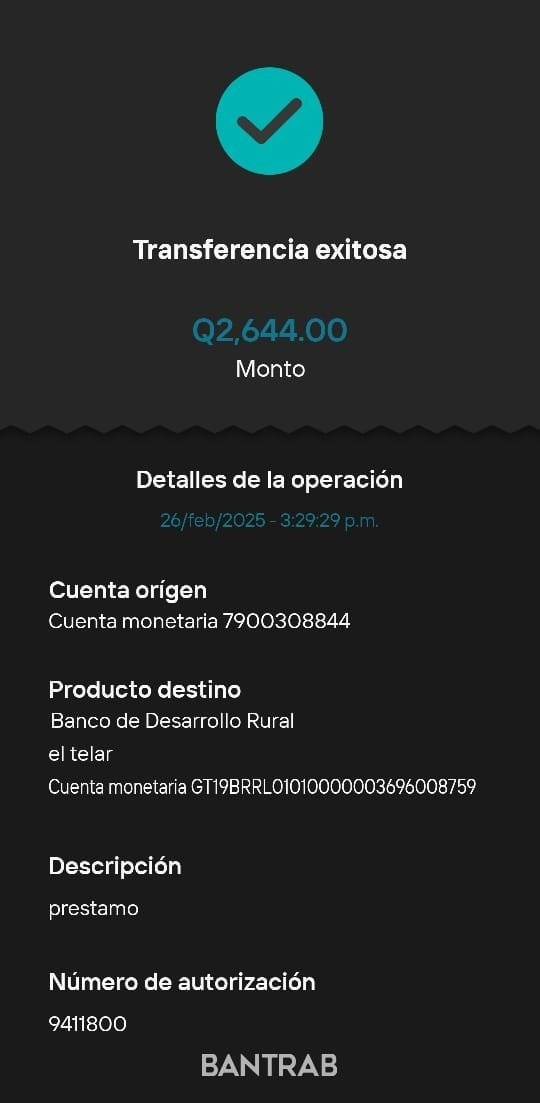 Transferencia exitosa
Q2,644.00
Monto
Detalles de la operación
26/feb/2025 - 3:29:29 p.m.
Cuenta orígen
Cuenta monetaria 7900308844
Producto destino
Banco de Desarrollo Rural
el telar
Cuenta monetaria GT19BRRL01010000003696008759
Descripción
prestamo
Número de autorización
9411800
BANTRAB